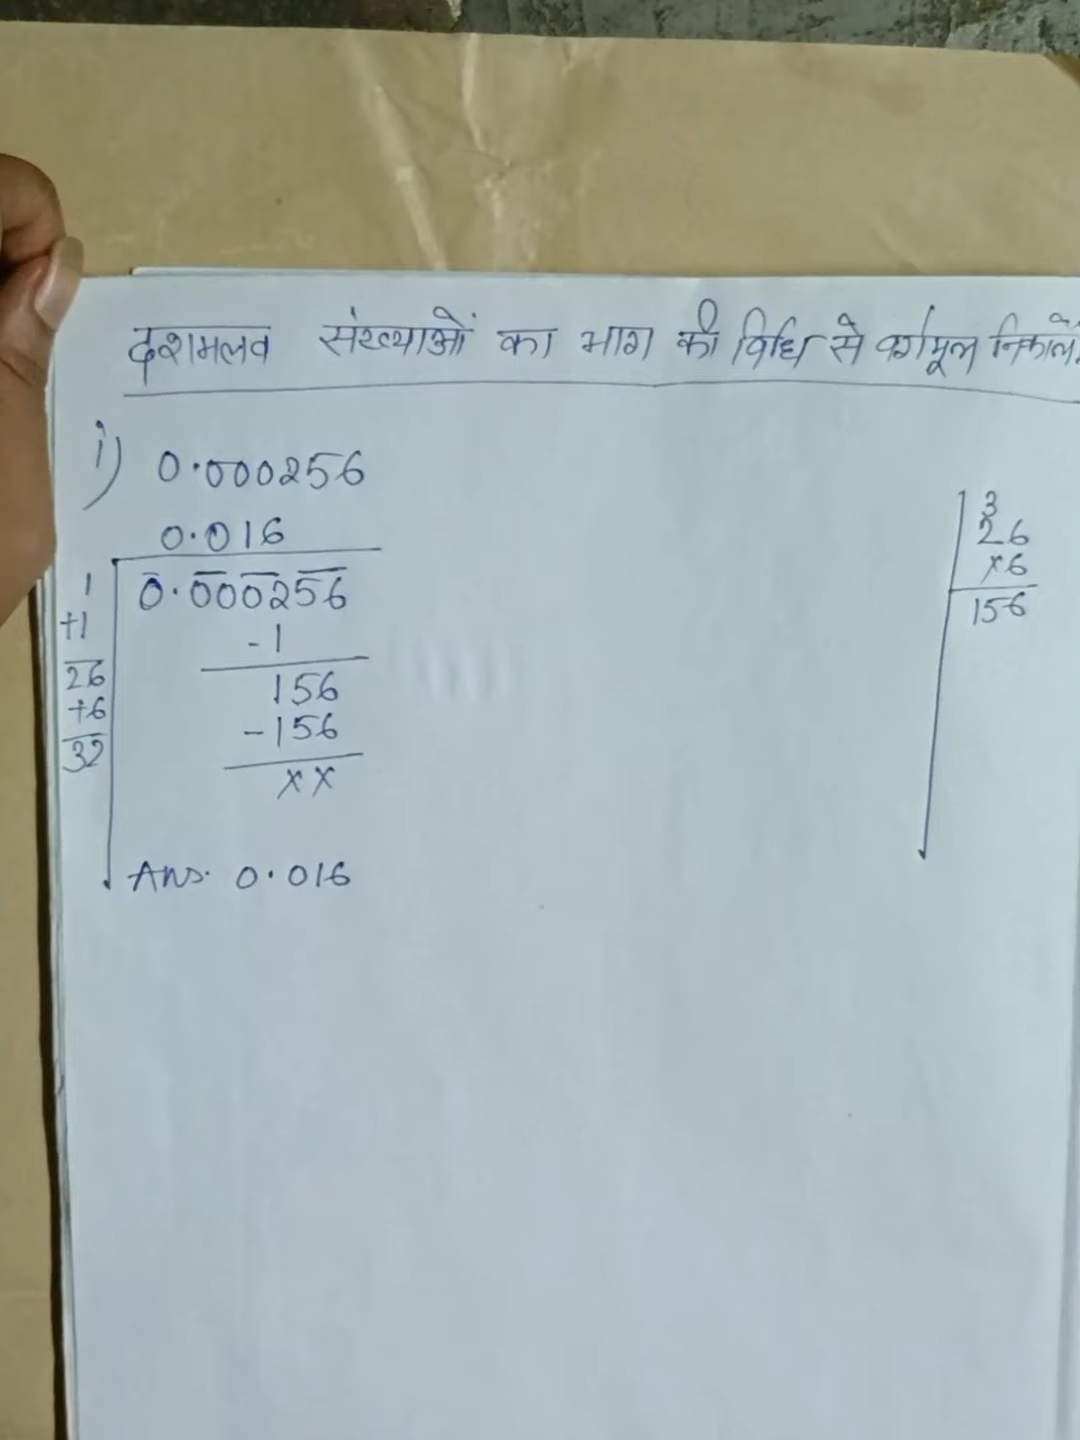 दशमलव संख्याओं का भाग की विधि से वर्गमूल निकालें।
i) 0.000256
0.016
1 0.000256
+1 -1
26 156
+6 -156
32 xx
Ans. 0.016
3
26
x6
156